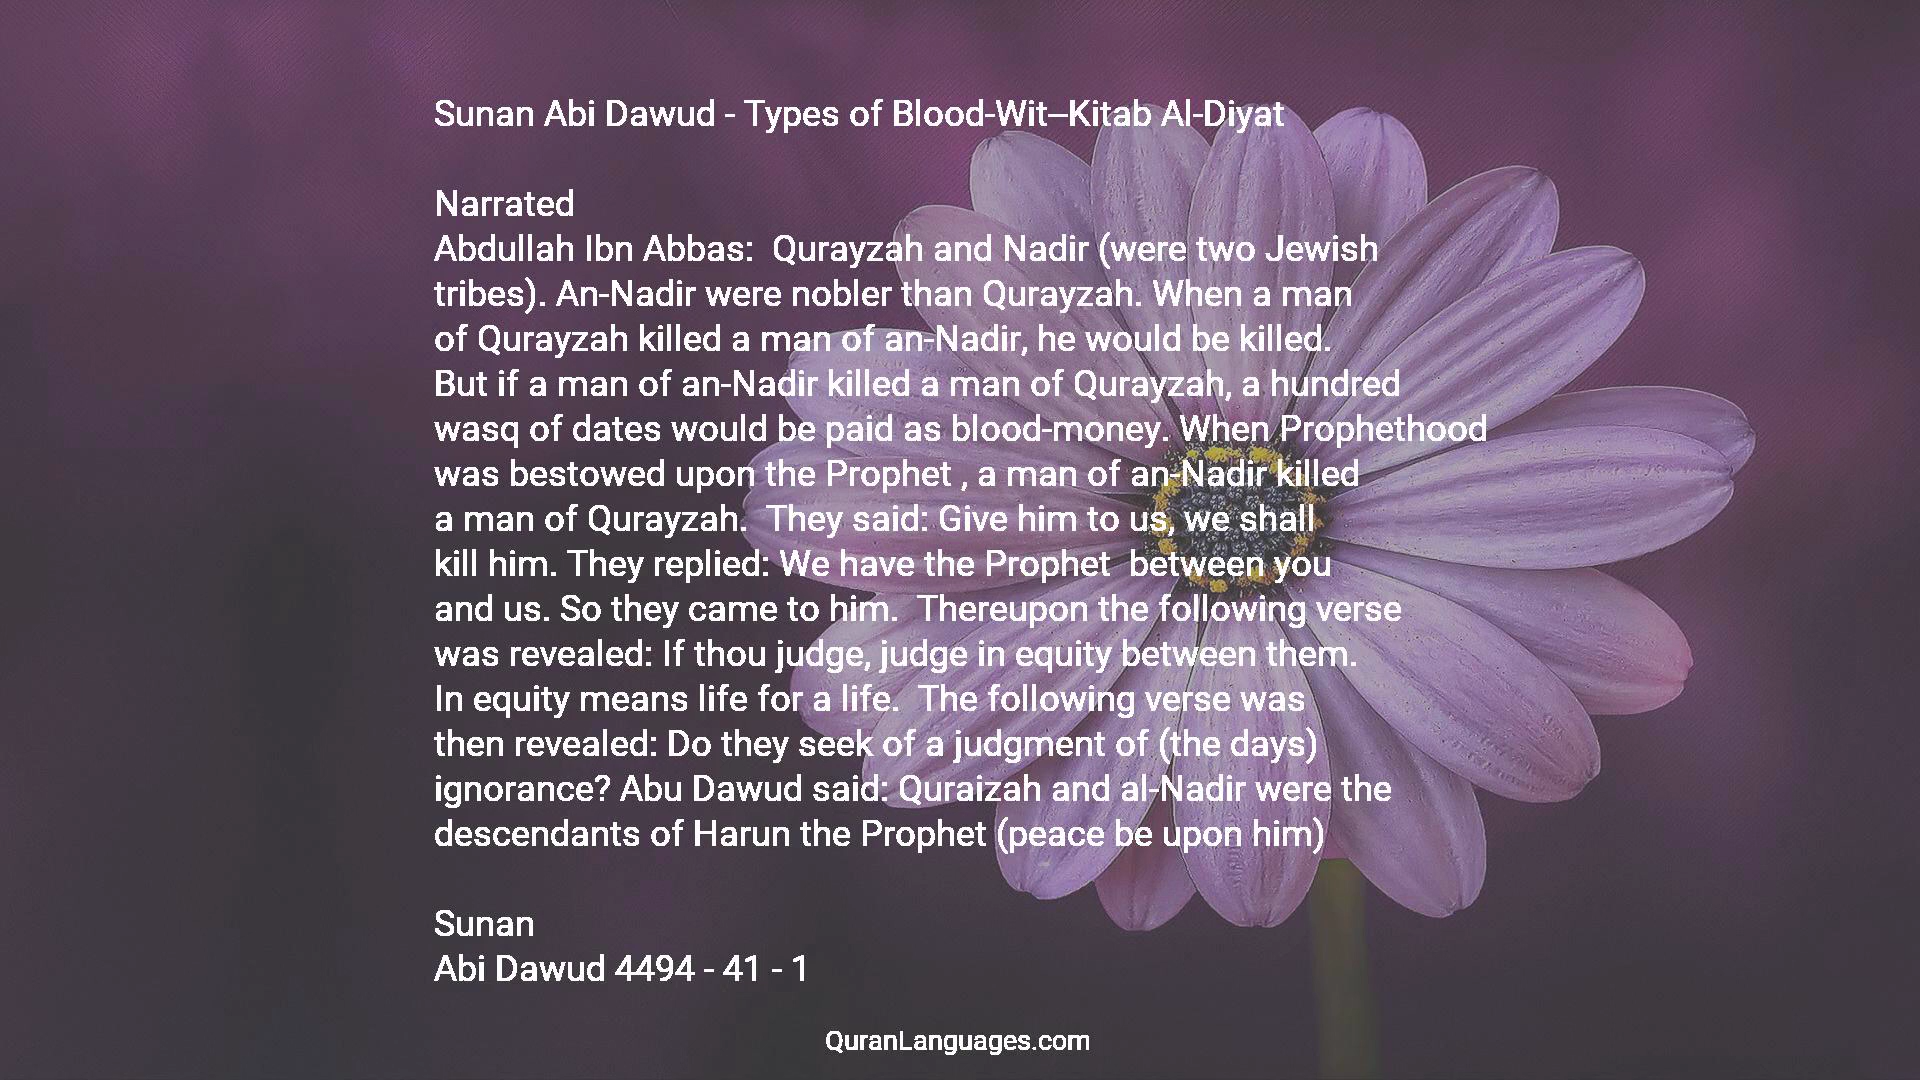 Sunan Abi Dawud - Types of Blood-Wit--Kitab Al-Diyat
Narrated
Abdullah Ibn Abbas:  Qurayzah and Nadir (were two Jewish
tribes). An-Nadir were nobler than Qurayzah. When a man
of Qurayzah killed a man of an-Nadir, he would be killed.
But if a man of an-Nadir killed a man of Qurayzah, a hundred
wasq of dates would be paid as blood-money. When Prophethood
was bestowed upon the Prophet , a man of an-Nadir killed
a man of Qurayzah.  They said: Give him to us, we shall
kill him. They replied: We have the Prophet  between you
and us. So they came to him.  Thereupon the following verse
was revealed: If thou judge, judge in equity between them.
In equity means life for a life.  The following verse was
then revealed: Do they seek of a judgment of (the days)
ignorance? Abu Dawud said: Quraizah and al-Nadir were the
descendants of Harun the Prophet (peace be upon him)
Sunan
Abi Dawud 4494 - 41 - 1
QuranLanguages.com